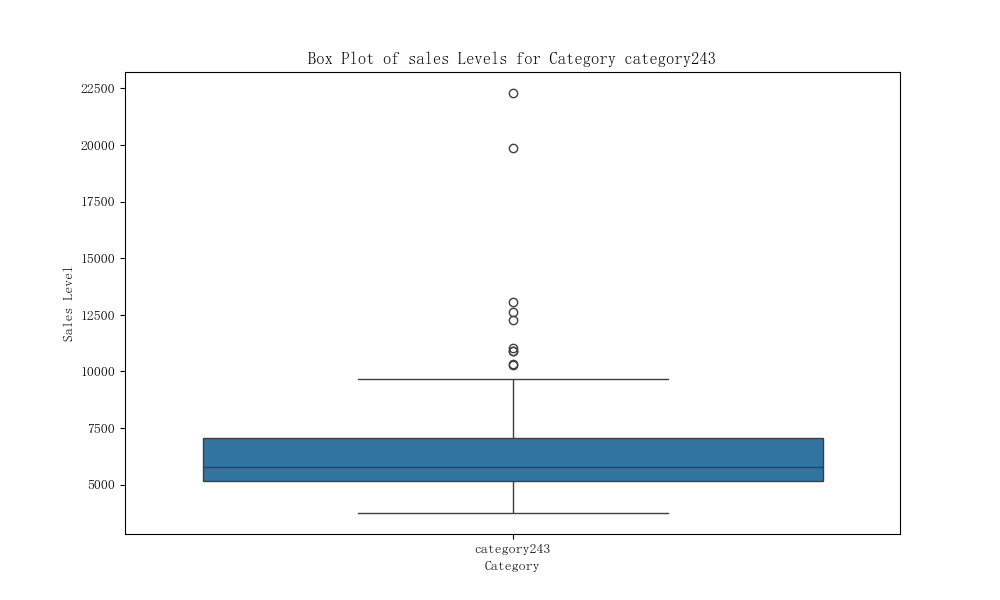 Box Plot of sales Levels for Category category243
22500
20000
17500
15000
12500
10000
7500
5000
Sales Level
category243
Category